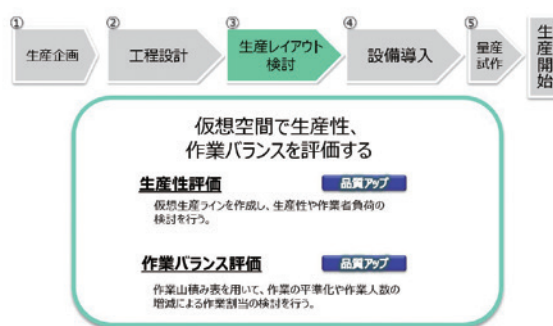 ①
生産企画
②
工程設計
③
生産レイアウト
検討
④
設備導入
⑤
量産
試作
生産開始
仮想空間で生産性、
作業バランスを評価する
生産性評価
品質アップ
仮想生産ラインを作成し、生産性や作業者負荷の
検討を行う。
作業バランス評価
品質アップ
作業山積み表を用いて、作業の平準化や作業人数の
増減による作業割当の検討を行う。